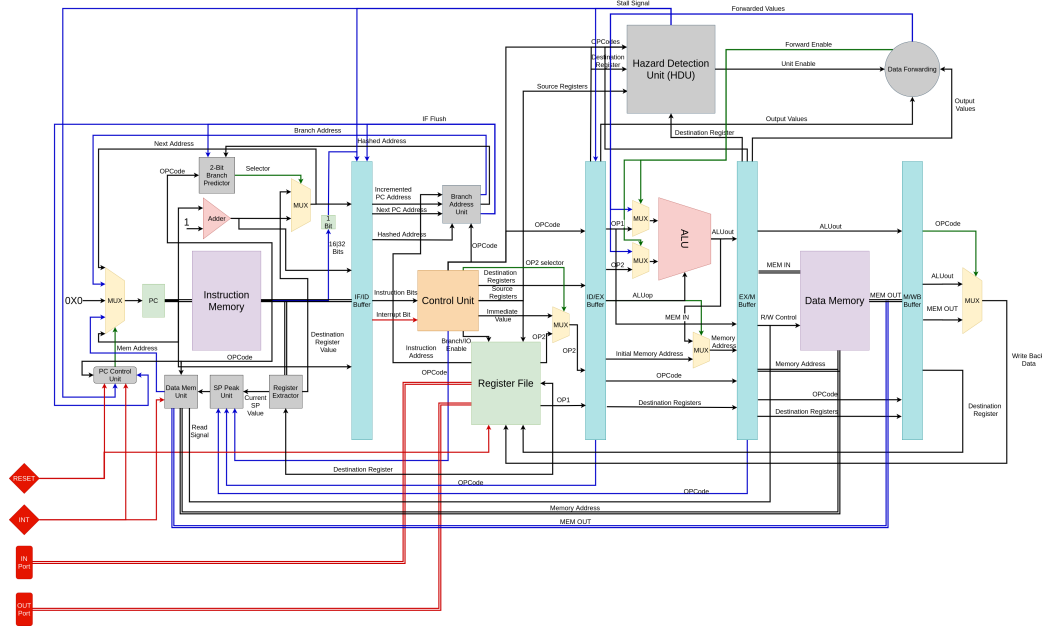 Stall Signal
Forwarded Values
OPCodes
Destination
Register
Hazard Detection
Unit (HDU)
Forward Enable
Unit Enable
Data Forwarding
Source Registers
Output
Values
Output Values
IF Flush
Branch Address
Destination Register
Next Address
Hashed Address
OPCode
2-Bit
Branch
Predictor
Selector
MUX
1
Adder
1
Bit
16|32
Bits
Incremented
PC Address
Next PC Address
Hashed Address
Branch
Address
Unit
OPCode
OPCode
OP1
MUX
OP2
MUX
ALU
ALUout
ALUout
OPCode
0X0
MUX
PC
Instruction
Memory
IF/ID
Buffer
Instruction Bits
Interrupt Bit
Control Unit
OP2 selector
Destination
Registers
Source
Registers
Immediate
Value
MUX
OP2
OP2
ID/EX
Buffer
ALUop
MEM IN
MUX
Memory
Address
EX/M
Buffer
MEM IN
R/W Control
Data Memory
MEM OUT
M/WB
Buffer
ALUout
MEM OUT
MUX
Mem Address
OPCode
Destination
Register
Value
Instruction
Address
Branch/IO
Enable
OPCode
Register File
OP1
Initial Memory Address
OPCode
Destination Registers
Memory Address
OPCode
Destination Registers
Write Back
Data
Destination
Register
PC Control
Unit
Data Mem
Unit
SP Peak
Unit
Current
SP
Value
Register
Extractor
Read
Signal
RESET
Destination Register
OPCode
OPCode
INT
Memory Address
MEM OUT
IN
Port
OUT
Port